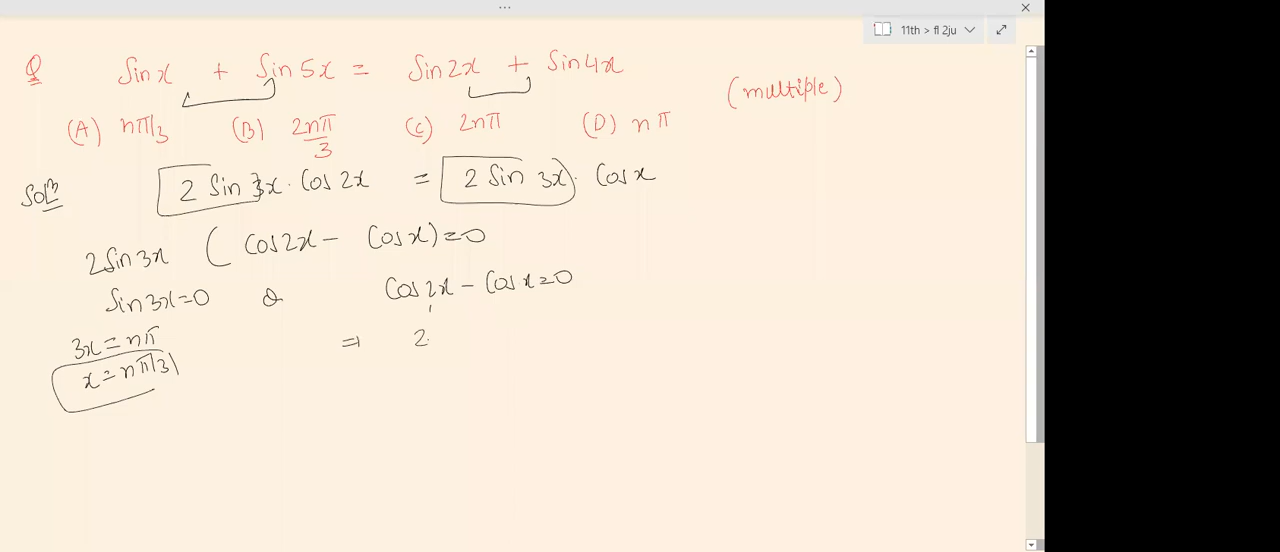 11th > fl 2ju
Q sin x + sin 5x = sin 2x + sin 4x
(multiple)
(A) nπ/3 (B) 2nπ/3 (C) 2nπ (D) nπ
Solⁿ 2 sin 3x · cos 2x = 2 sin 3x · cos x
2 sin 3x ( cos 2x − cos x) = 0
sin 3x = 0 & cos 2x − cos x = 0
3x = nπ ⇒ 2
x = nπ/3